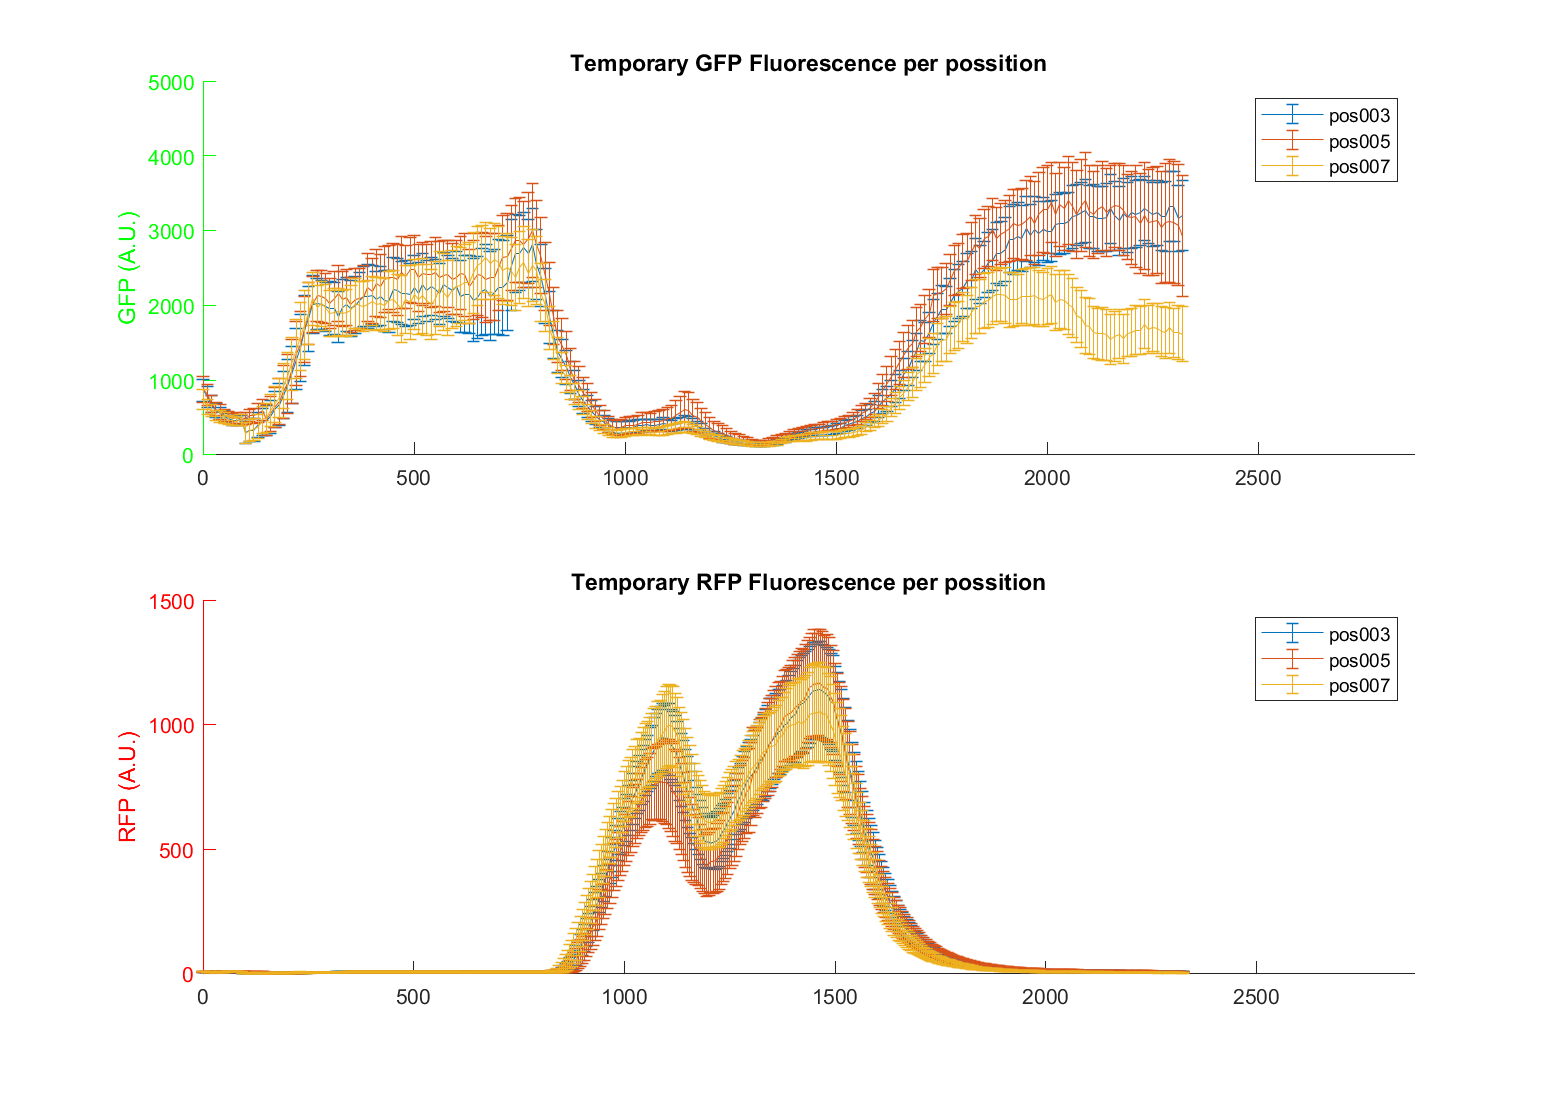 Temporary GFP Fluorescence per possition
5000
4000
3000
2000
1000
0
GFP (A.U.)
0 500 1000 1500 2000 2500
pos003
pos005
pos007
Temporary RFP Fluorescence per possition
1500
1000
500
0
RFP (A.U.)
0 500 1000 1500 2000 2500
pos003
pos005
pos007